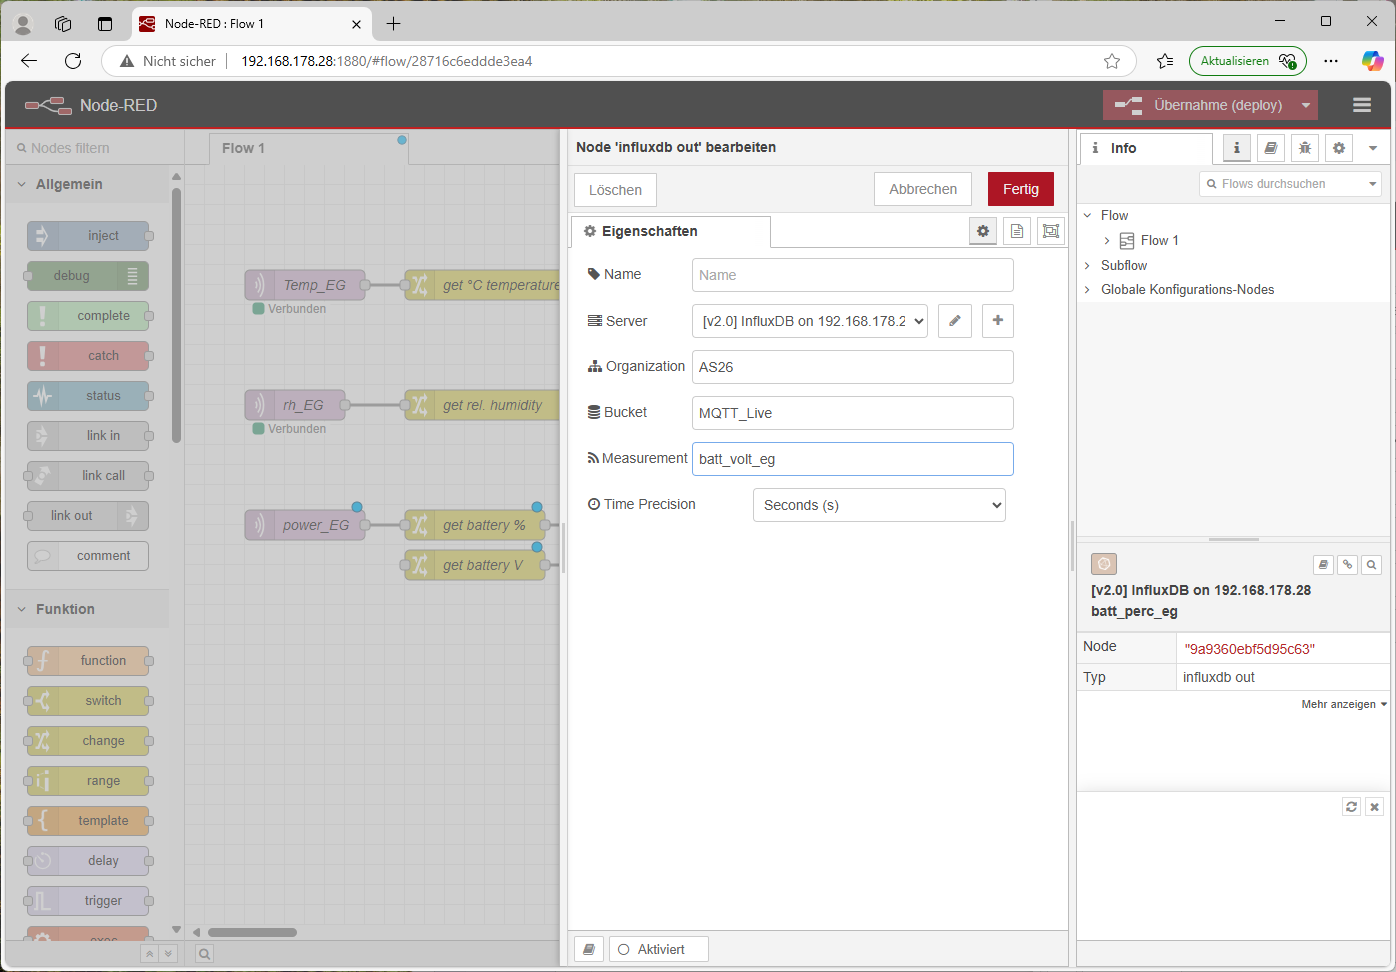 Node-RED : Flow 1
Nicht sicher
192.168.178.28:1880/#flow/28716c6eddde3ea4
Aktualisieren
Node-RED
Übernahme (deploy)
Nodes filtern
Allgemein
inject
debug
complete
catch
status
link in
link call
link out
comment
Funktion
function
switch
change
range
template
delay
trigger
exec
Flow 1
Temp_EG
get °C temperature
Verbunden
rh_EG
get rel. humidity
Verbunden
power_EG
get battery %
get battery V
Node 'influxdb out' bearbeiten
Löschen
Abbrechen
Fertig
Eigenschaften
Name
Name
Server
[v2.0] InfluxDB on 192.168.178.2
Organization
AS26
Bucket
MQTT_Live
Measurement
batt_volt_eg
Time Precision
Seconds (s)
Aktiviert
i Info
i
Flows durchsuchen
Flow
Flow 1
Subflow
Globale Konfigurations-Nodes
[v2.0] InfluxDB on 192.168.178.28
batt_perc_eg
Node
"9a9360ebf5d95c63"
Typ
influxdb out
Mehr anzeigen